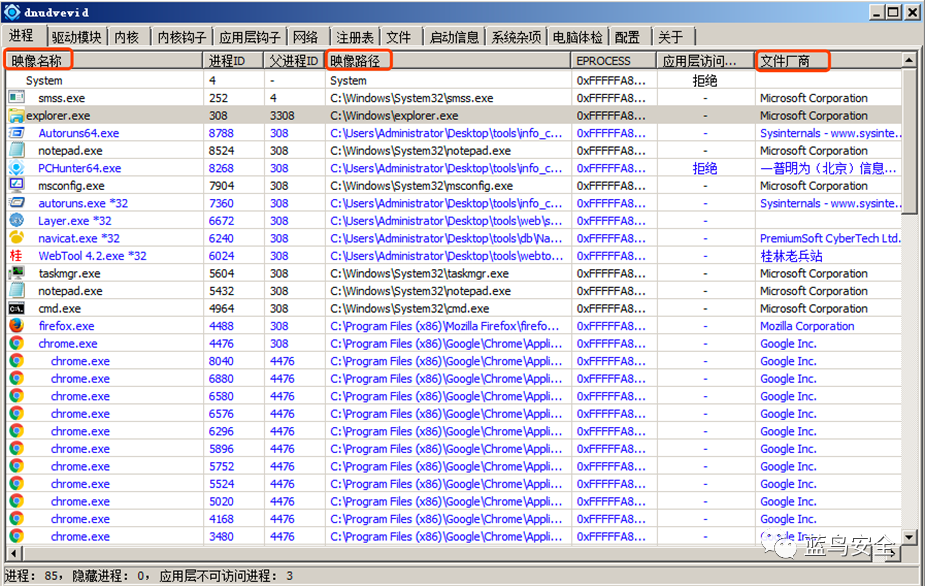 dnudvevid
进程 驱动模块 内核 内核钩子 应用层钩子 网络 注册表 文件 启动信息 系统杂项 电脑体检 配置 关于
映像名称 进程ID 父进程ID 映像路径 EPROCESS 应用层访问... 文件厂商
System 4 - System 0xFFFFFA8... 拒绝
smss.exe 252 4 C:\Windows\System32\smss.exe 0xFFFFFA8... - Microsoft Corporation
explorer.exe 308 3308 C:\Windows\explorer.exe 0xFFFFFA8... - Microsoft Corporation
Autoruns64.exe 8788 308 C:\Users\Administrator\Desktop\tools\info_c... 0xFFFFFA8... - Sysinternals - www.sysinte...
notepad.exe 8524 308 C:\Windows\System32\notepad.exe 0xFFFFFA8... - Microsoft Corporation
PCHunter64.exe 8268 308 C:\Users\Administrator\Desktop\tools\info_c... 0xFFFFFA8... 拒绝 一普明为（北京）信息...
msconfig.exe 7904 308 C:\Windows\System32\msconfig.exe 0xFFFFFA8... - Microsoft Corporation
autoruns.exe *32 7360 308 C:\Users\Administrator\Desktop\tools\info_c... 0xFFFFFA8... - Sysinternals - www.sysinte...
Layer.exe *32 6672 308 C:\Users\Administrator\Desktop\tools\web\s... 0xFFFFFA8... -
navicat.exe *32 6240 308 C:\Users\Administrator\Desktop\tools\db\Na... 0xFFFFFA8... - PremiumSoft CyberTech Ltd.
桂 WebTool 4.2.exe *32 6024 308 C:\Users\Administrator\Desktop\tools\webto... 0xFFFFFA8... - 桂林老兵站
taskmgr.exe 5604 308 C:\Windows\System32\taskmgr.exe 0xFFFFFA8... - Microsoft Corporation
notepad.exe 5432 308 C:\Windows\System32\notepad.exe 0xFFFFFA8... - Microsoft Corporation
cmd.exe 4964 308 C:\Windows\System32\cmd.exe 0xFFFFFA8... - Microsoft Corporation
firefox.exe 4488 308 C:\Program Files (x86)\Mozilla Firefox\firefo... 0xFFFFFA8... - Mozilla Corporation
chrome.exe 4476 308 C:\Program Files (x86)\Google\Chrome\Appli... 0xFFFFFA8... - Google Inc.
chrome.exe 8040 4476 C:\Program Files (x86)\Google\Chrome\Appli... 0xFFFFFA8... - Google Inc.
chrome.exe 6880 4476 C:\Program Files (x86)\Google\Chrome\Appli... 0xFFFFFA8... - Google Inc.
chrome.exe 6580 4476 C:\Program Files (x86)\Google\Chrome\Appli... 0xFFFFFA8... - Google Inc.
chrome.exe 6576 4476 C:\Program Files (x86)\Google\Chrome\Appli... 0xFFFFFA8... - Google Inc.
chrome.exe 6296 4476 C:\Program Files (x86)\Google\Chrome\Appli... 0xFFFFFA8... - Google Inc.
chrome.exe 5896 4476 C:\Program Files (x86)\Google\Chrome\Appli... 0xFFFFFA8... - Google Inc.
chrome.exe 5752 4476 C:\Program Files (x86)\Google\Chrome\Appli... 0xFFFFFA8... - Google Inc.
chrome.exe 5524 4476 C:\Program Files (x86)\Google\Chrome\Appli... 0xFFFFFA8... - Google Inc.
chrome.exe 5020 4476 C:\Program Files (x86)\Google\Chrome\Appli... 0xFFFFFA8... - Google Inc.
chrome.exe 4168 4476 C:\Program Files (x86)\Google\Chrome\Appli... 0xFFFFFA8... - Google Inc.
chrome.exe 3480 4476 C:\Program Files (x86)\Google\Chrome\Appli... 0xFFFFFA8... - Inc.
蓝鸟安全
进程: 85, 隐藏进程: 0, 应用层不可访问进程: 3